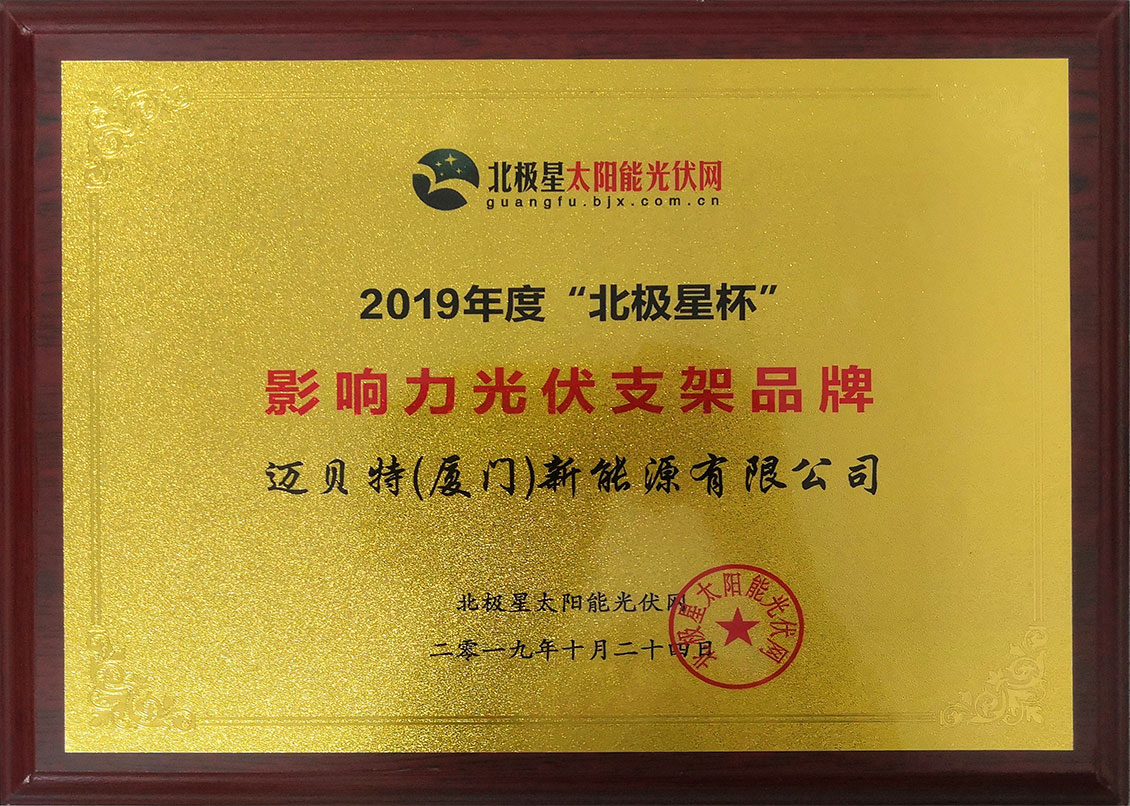 北极星太阳能光伏网
guangfu.bjx.com.cn
2019年度“北极星杯”
影响力光伏支架品牌
迈贝特(厦门)新能源有限公司
北极星太阳能光伏网
二零一九年十月二十四日
北极星太阳能光伏网